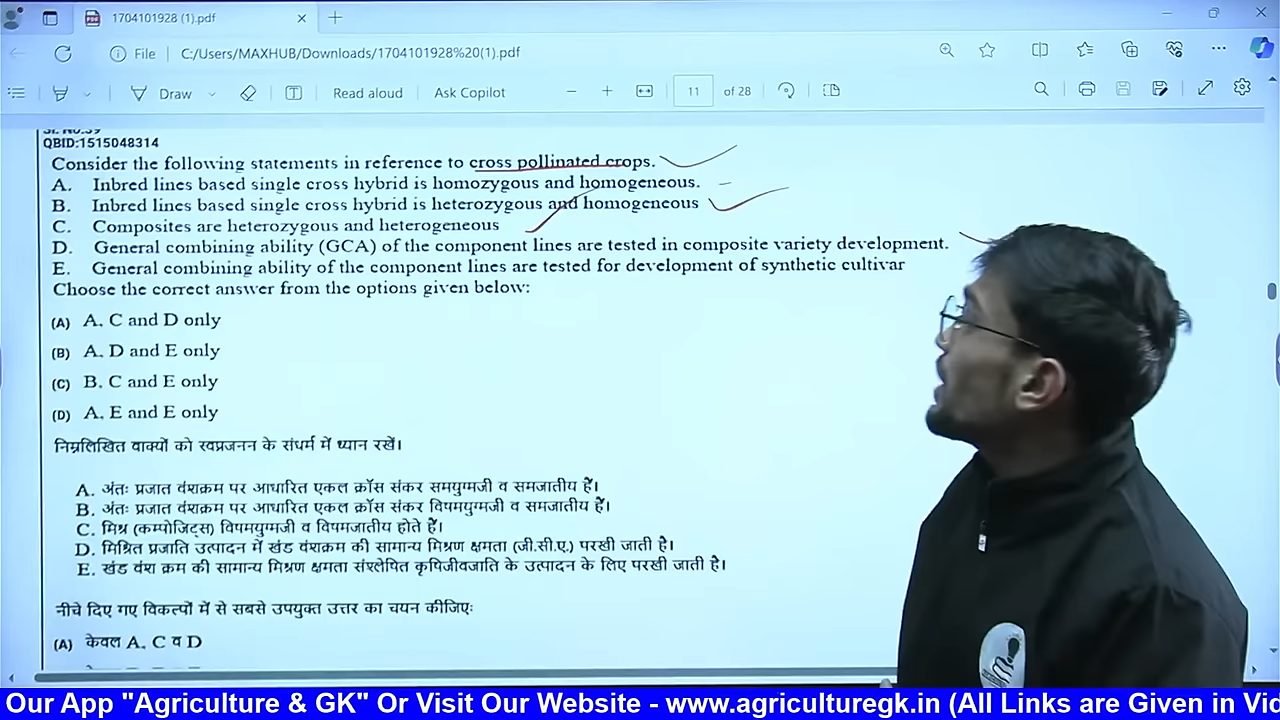 1704101928 (1).pdf
File C:/Users/MAXHUB/Downloads/1704101928%20(1).pdf
Draw Read aloud Ask Copilot 11 of 28
Sl. No.39
QBID:1515048314
Consider the following statements in reference to cross pollinated crops.
A. Inbred lines based single cross hybrid is homozygous and homogeneous.
B. Inbred lines based single cross hybrid is heterozygous and homogeneous
C. Composites are heterozygous and heterogeneous
D. General combining ability (GCA) of the component lines are tested in composite variety development.
E. General combining ability of the component lines are tested for development of synthetic cultivar
Choose the correct answer from the options given below:
(A) A, C and D only
(B) A, D and E only
(C) B, C and E only
(D) A, E and E only
निम्नलिखित वाक्यों को स्वप्रजनन के संधर्म में ध्यान रखें।
A. अंतः प्रजात वंशक्रम पर आधारित एकल क्रॉस संकर समयुग्मजी व समजातीय हैं।
B. अंतः प्रजात वंशक्रम पर आधारित एकल क्रॉस संकर विषमयुग्मजी व समजातीय हैं।
C. मिश्र (कम्पोजिट्स) विषमयुग्मजी व विषमजातीय होते हैं।
D. मिश्रित प्रजाति उत्पादन में खंड वंशक्रम की सामान्य मिश्रण क्षमता (जी.सी.ए.) परखी जाती है।
E. खंड वंश क्रम की सामान्य मिश्रण क्षमता संश्लेषित कृषिजीवजाति के उत्पादन के लिए परखी जाती है।
नीचे दिए गए विकल्पों में से सबसे उपयुक्त उत्तर का चयन कीजिएः
(A) केवल A, C व D
Our App "Agriculture & GK" Or Visit Our Website - www.agriculturegk.in (All Links are Given in Vi